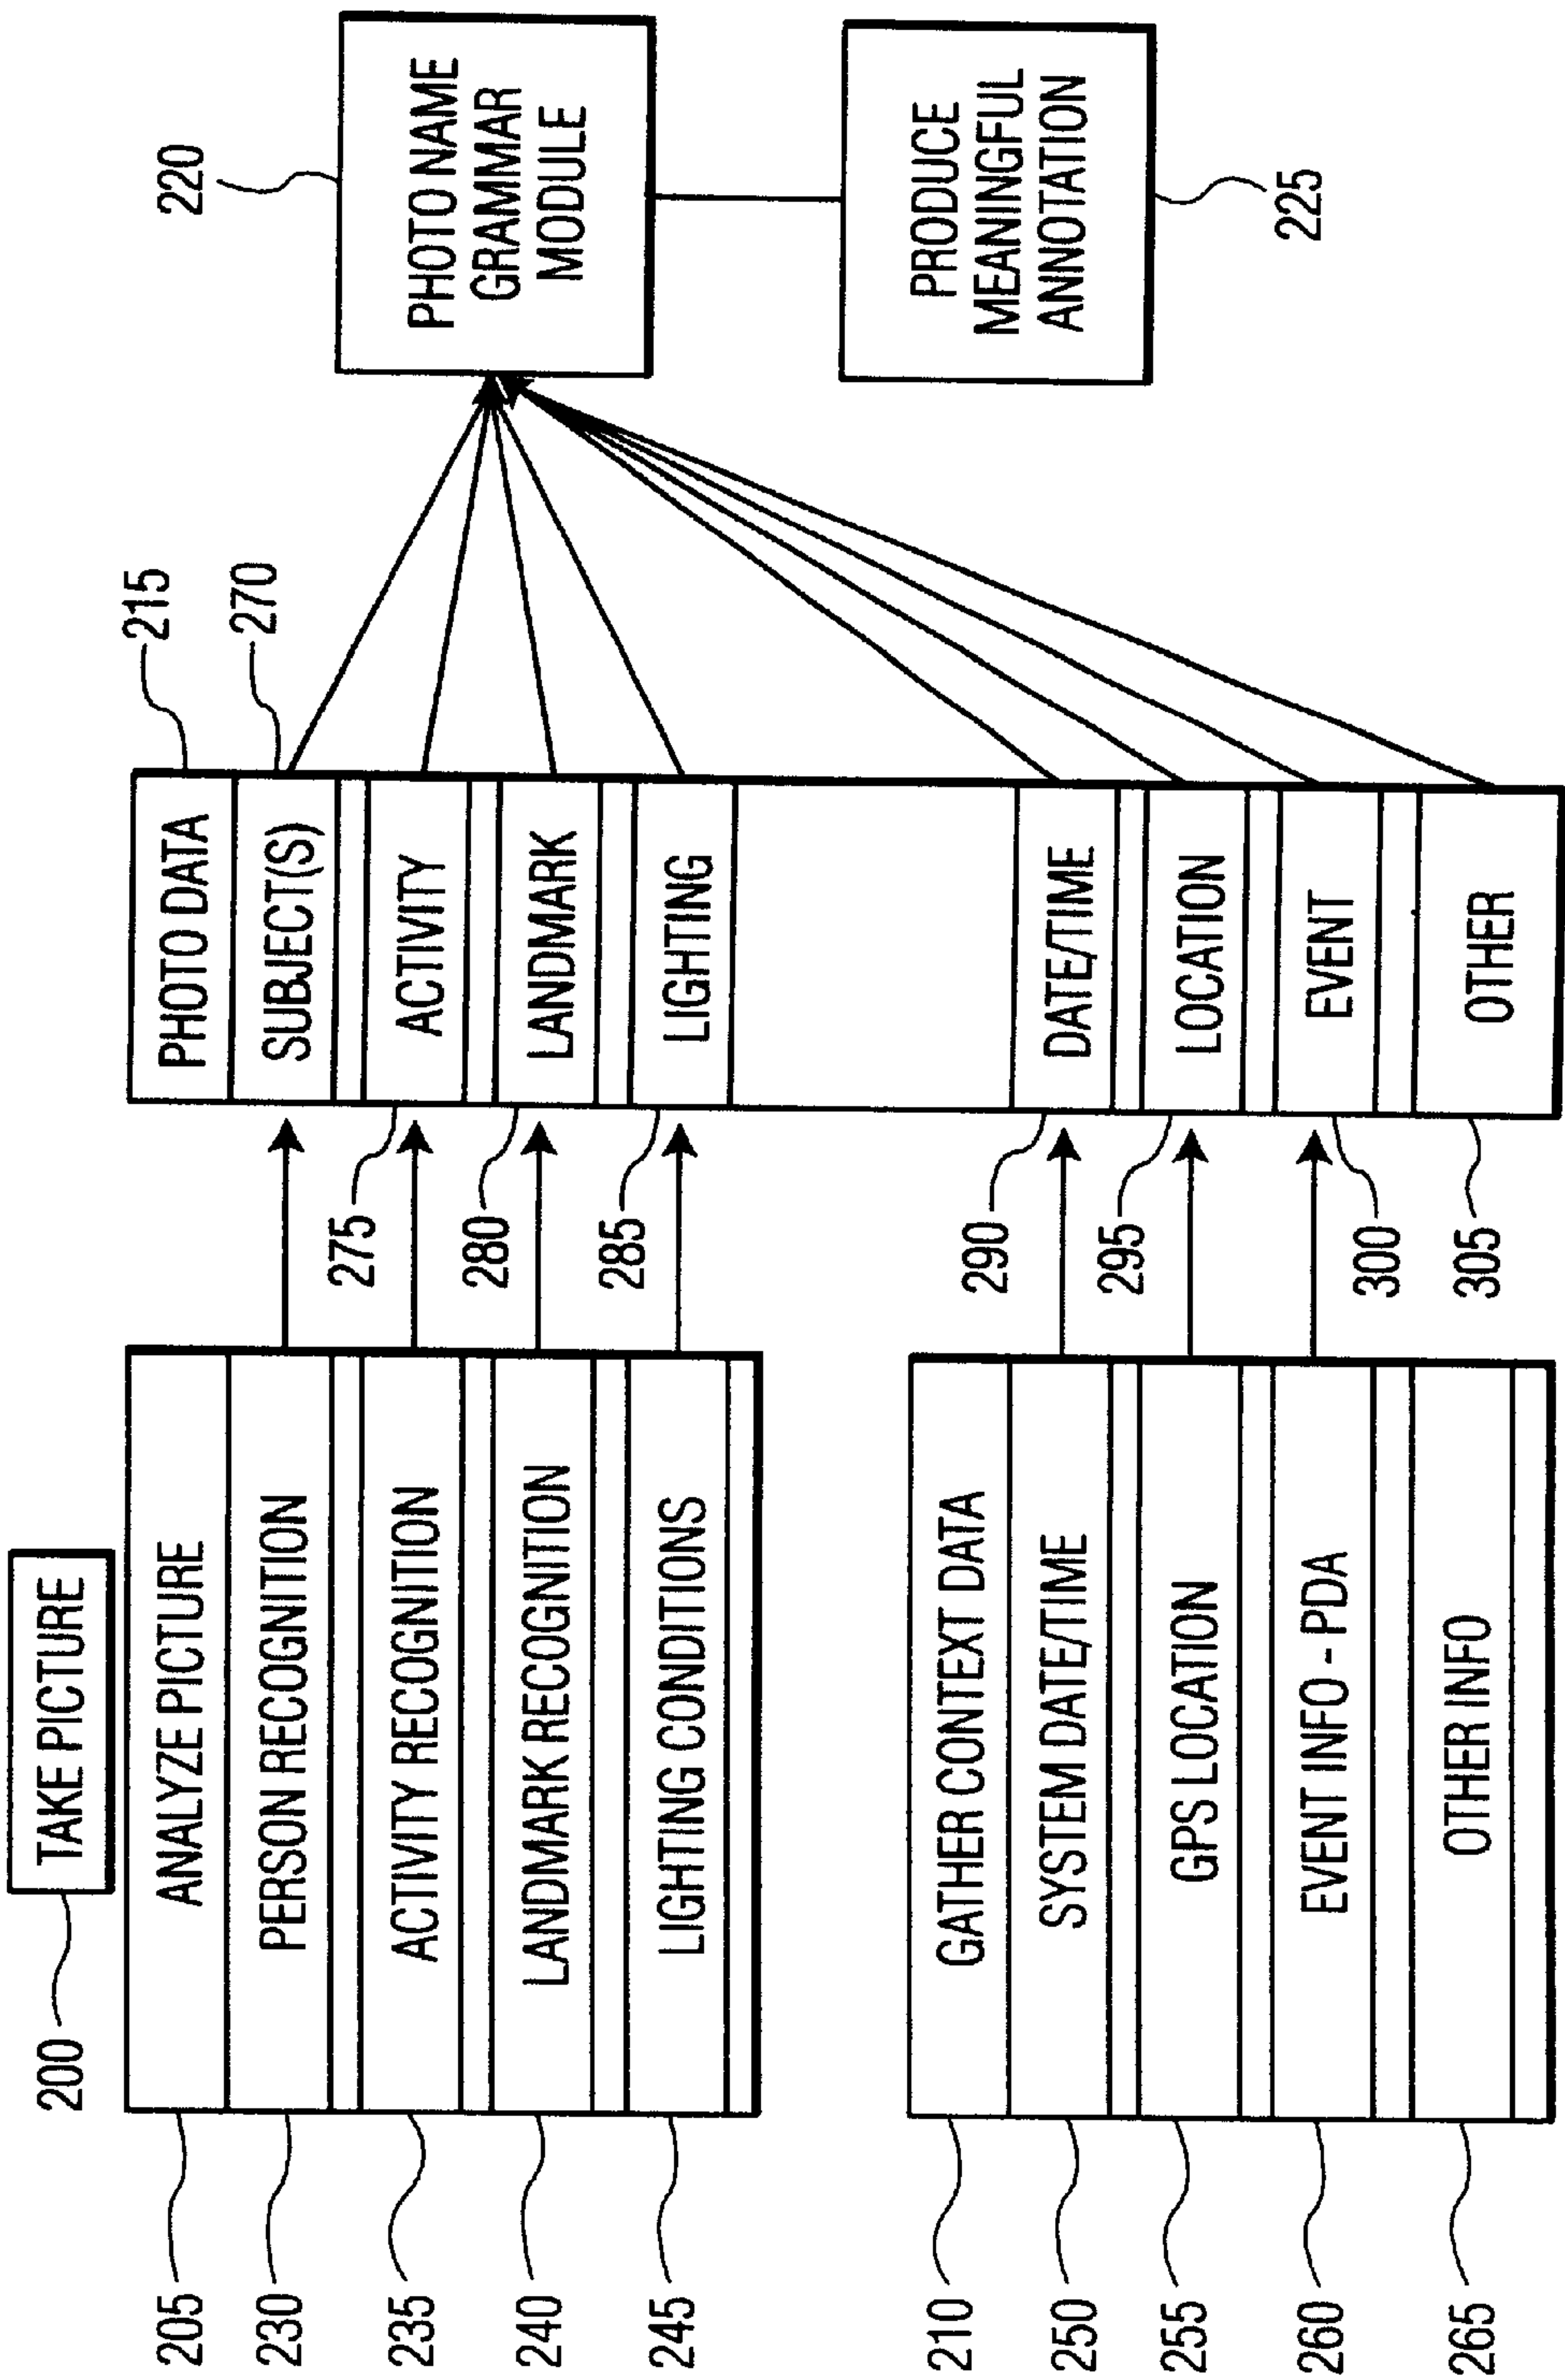 200
TAKE PICTURE
205
ANALYZE PICTURE
230
PERSON RECOGNITION
235
ACTIVITY RECOGNITION
240
LANDMARK RECOGNITION
245
LIGHTING CONDITIONS
210
GATHER CONTEXT DATA
250
SYSTEM DATE/TIME
255
GPS LOCATION
260
EVENT INFO - PDA
265
OTHER INFO
215
PHOTO DATA
270
SUBJECT(S)
275
ACTIVITY
280
LANDMARK
285
LIGHTING
290
DATE/TIME
295
LOCATION
300
EVENT
305
OTHER
220
PHOTO NAME
GRAMMAR
MODULE
PRODUCE
MEANINGFUL
ANNOTATION
225